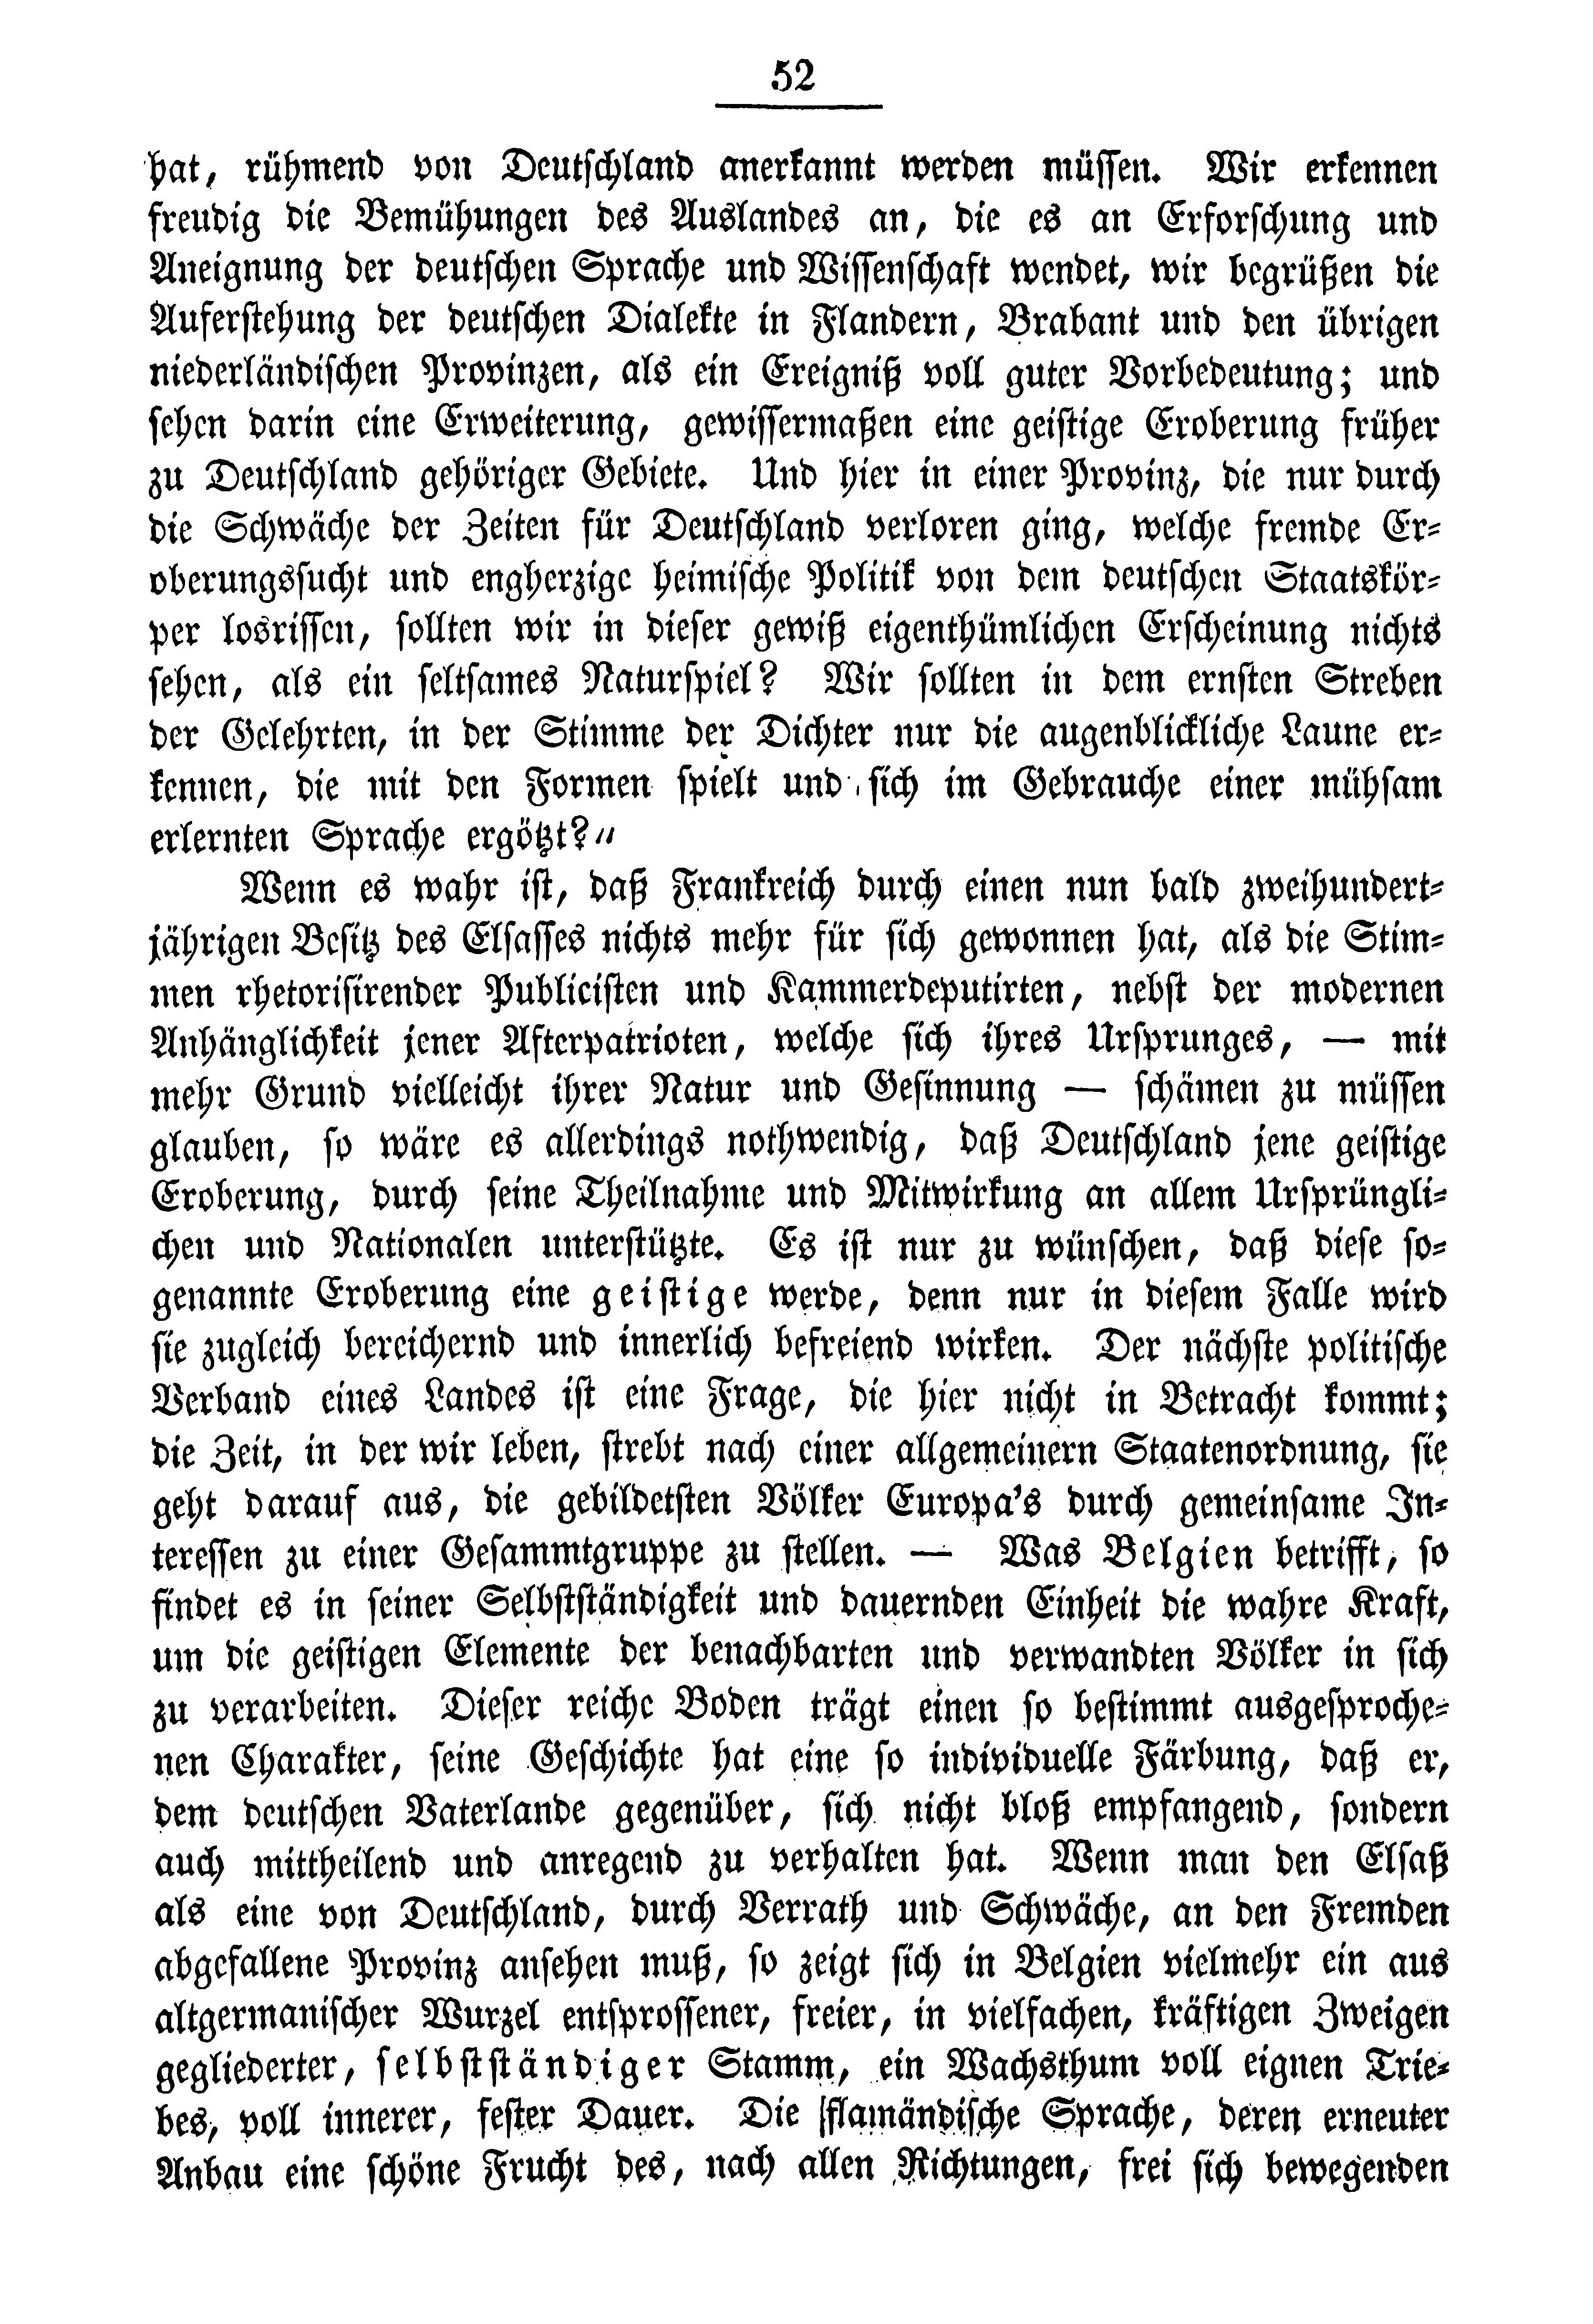 52
hat, rühmend von Deutschland anerkannt werden müssen. Wir erkennen
freudig die Bemühungen des Auslandes an, die es an Erforschung und
Aneignung der deutschen Sprache und Wissenschaft wendet, wir begrüßen die
Auferstehung der deutschen Dialekte in Flandern, Brabant und den übrigen
niederländischen Provinzen, als ein Ereigniß voll guter Vorbedeutung; und
sehen darin eine Erweiterung, gewissermaßen eine geistige Eroberung früher
zu Deutschland gehöriger Gebiete. Und hier in einer Provinz, die nur durch
die Schwäche der Zeiten für Deutschland verloren ging, welche fremde Er-
oberungssucht und engherzige heimische Politik von dem deutschen Staatskör-
per losrissen, sollten wir in dieser gewiß eigenthümlichen Erscheinung nichts
sehen, als ein seltsames Naturspiel? Wir sollten in dem ernsten Streben
der Gelehrten, in der Stimme der Dichter nur die augenblickliche Laune er-
kennen, die mit den Formen spielt und sich im Gebrauche einer mühsam
erlernten Sprache ergötzt?"
Wenn es wahr ist, daß Frankreich durch einen nun bald zweihundert-
jährigen Besitz des Elsasses nichts mehr für sich gewonnen hat, als die Stim-
men rhetorisirender Publicisten und Kammerdeputirten, nebst der modernen
Anhänglichkeit jener Afterpatrioten, welche sich ihres Ursprunges, — mit
mehr Grund vielleicht ihrer Natur und Gesinnung — schämen zu müssen
glauben, so wäre es allerdings nothwendig, daß Deutschland jene geistige
Eroberung, durch seine Theilnahme und Mitwirkung an allem Ursprüngli-
chen und Nationalen unterstützte. Es ist nur zu wünschen, daß diese so-
genannte Eroberung eine geistige werde, denn nur in diesem Falle wird
sie zugleich bereichernd und innerlich befreiend wirken. Der nächste politische
Verband eines Landes ist eine Frage, die hier nicht in Betracht kommt;
die Zeit, in der wir leben, strebt nach einer allgemeinern Staatenordnung, sie
geht darauf aus, die gebildetsten Völker Europa's durch gemeinsame In-
teressen zu einer Gesammtgruppe zu stellen. — Was Belgien betrifft, so
findet es in seiner Selbstständigkeit und dauernden Einheit die wahre Kraft,
um die geistigen Elemente der benachbarten und verwandten Völker in sich
zu verarbeiten. Dieser reiche Boden trägt einen so bestimmt ausgesproche-
nen Charakter, seine Geschichte hat eine so individuelle Färbung, daß er,
dem deutschen Vaterlande gegenüber, sich nicht bloß empfangend, sondern
auch mittheilend und anregend zu verhalten hat. Wenn man den Elsaß
als eine von Deutschland, durch Verrath und Schwäche, an den Fremden
abgefallene Provinz ansehen muß, so zeigt sich in Belgien vielmehr ein aus
altgermanischer Wurzel entsprossener, freier, in vielfachen, kräftigen Zweigen
gegliederter, selbstständiger Stamm, ein Wachsthum voll eignen Trie-
bes, voll innerer, fester Dauer. Die flamändische Sprache, deren erneuter
Anbau eine schöne Frucht des, nach allen Richtungen, frei sich bewegenden